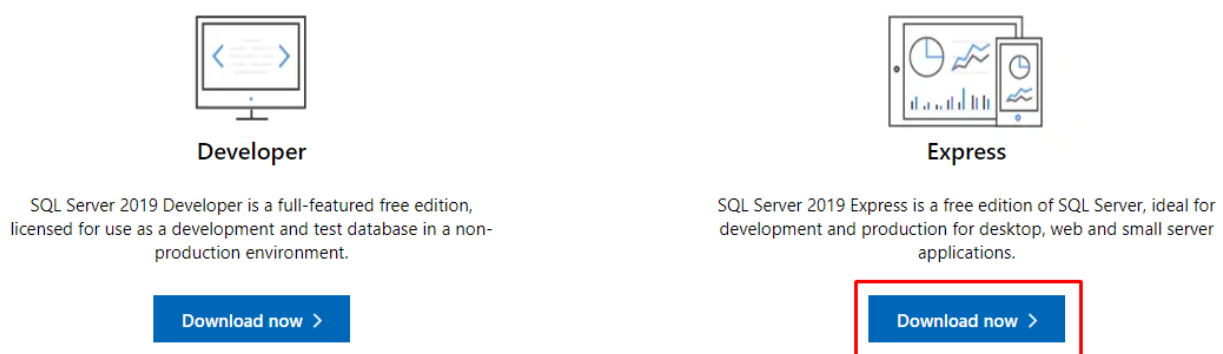 Developer
SQL Server 2019 Developer is a full-featured free edition,
licensed for use as a development and test database in a non-
production environment.
Download now >
Express
SQL Server 2019 Express is a free edition of SQL Server, ideal for
development and production for desktop, web and small server
applications.
Download now >